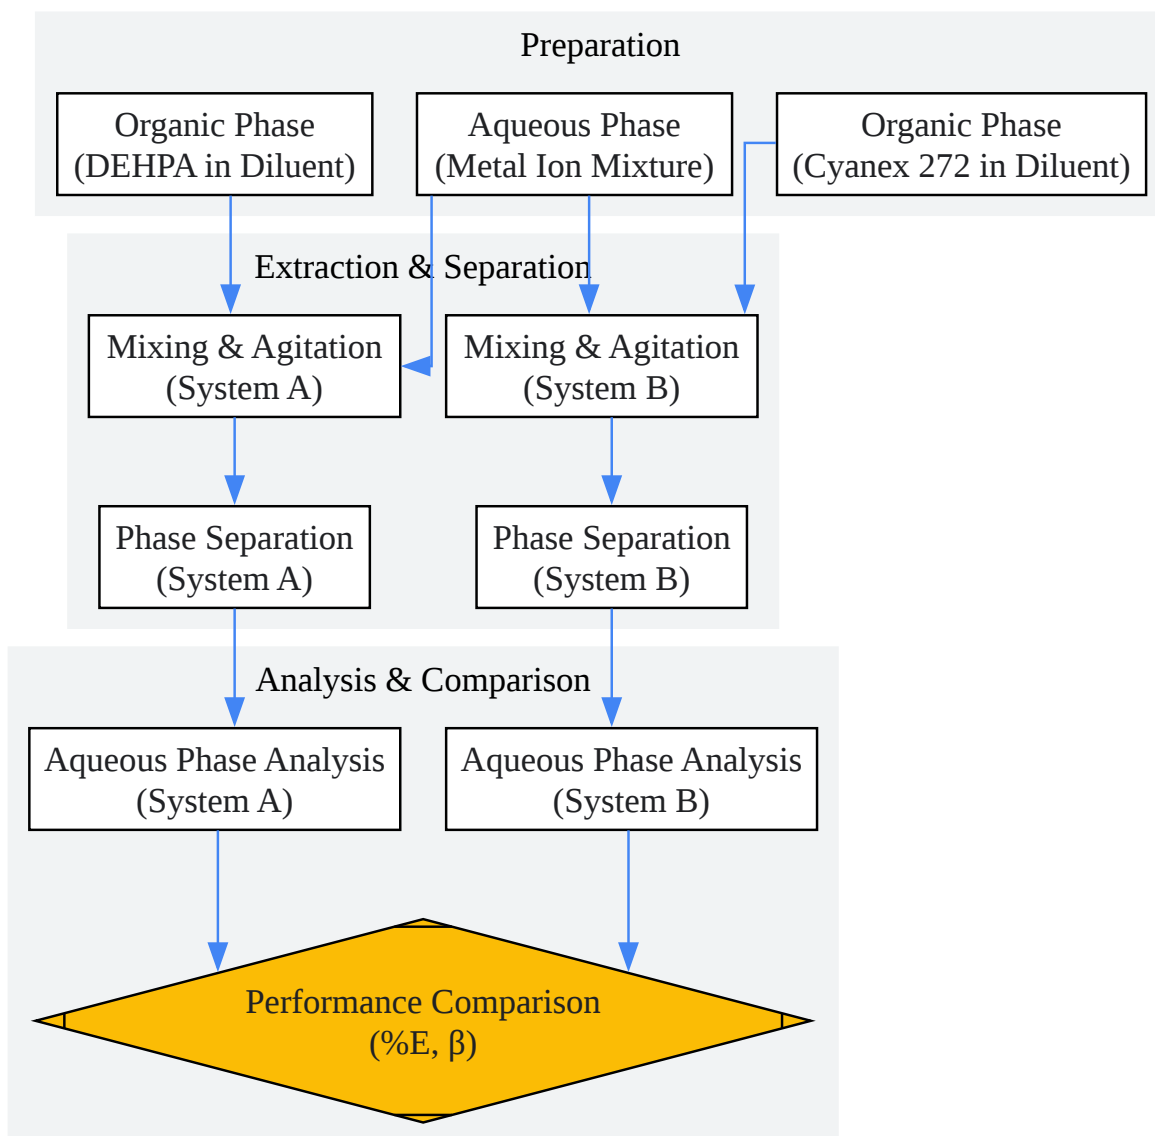 Preparation
Organic Phase
(DEHPA in Diluent)
Aqueous Phase
(Metal Ion Mixture)
Organic Phase
(Cyanex 272 in Diluent)
Extraction & Separation
Mixing & Agitation
(System A)
Mixing & Agitation
(System B)
Phase Separation
(System A)
Phase Separation
(System B)
Analysis & Comparison
Aqueous Phase Analysis
(System A)
Aqueous Phase Analysis
(System B)
Performance Comparison
(%E, β)